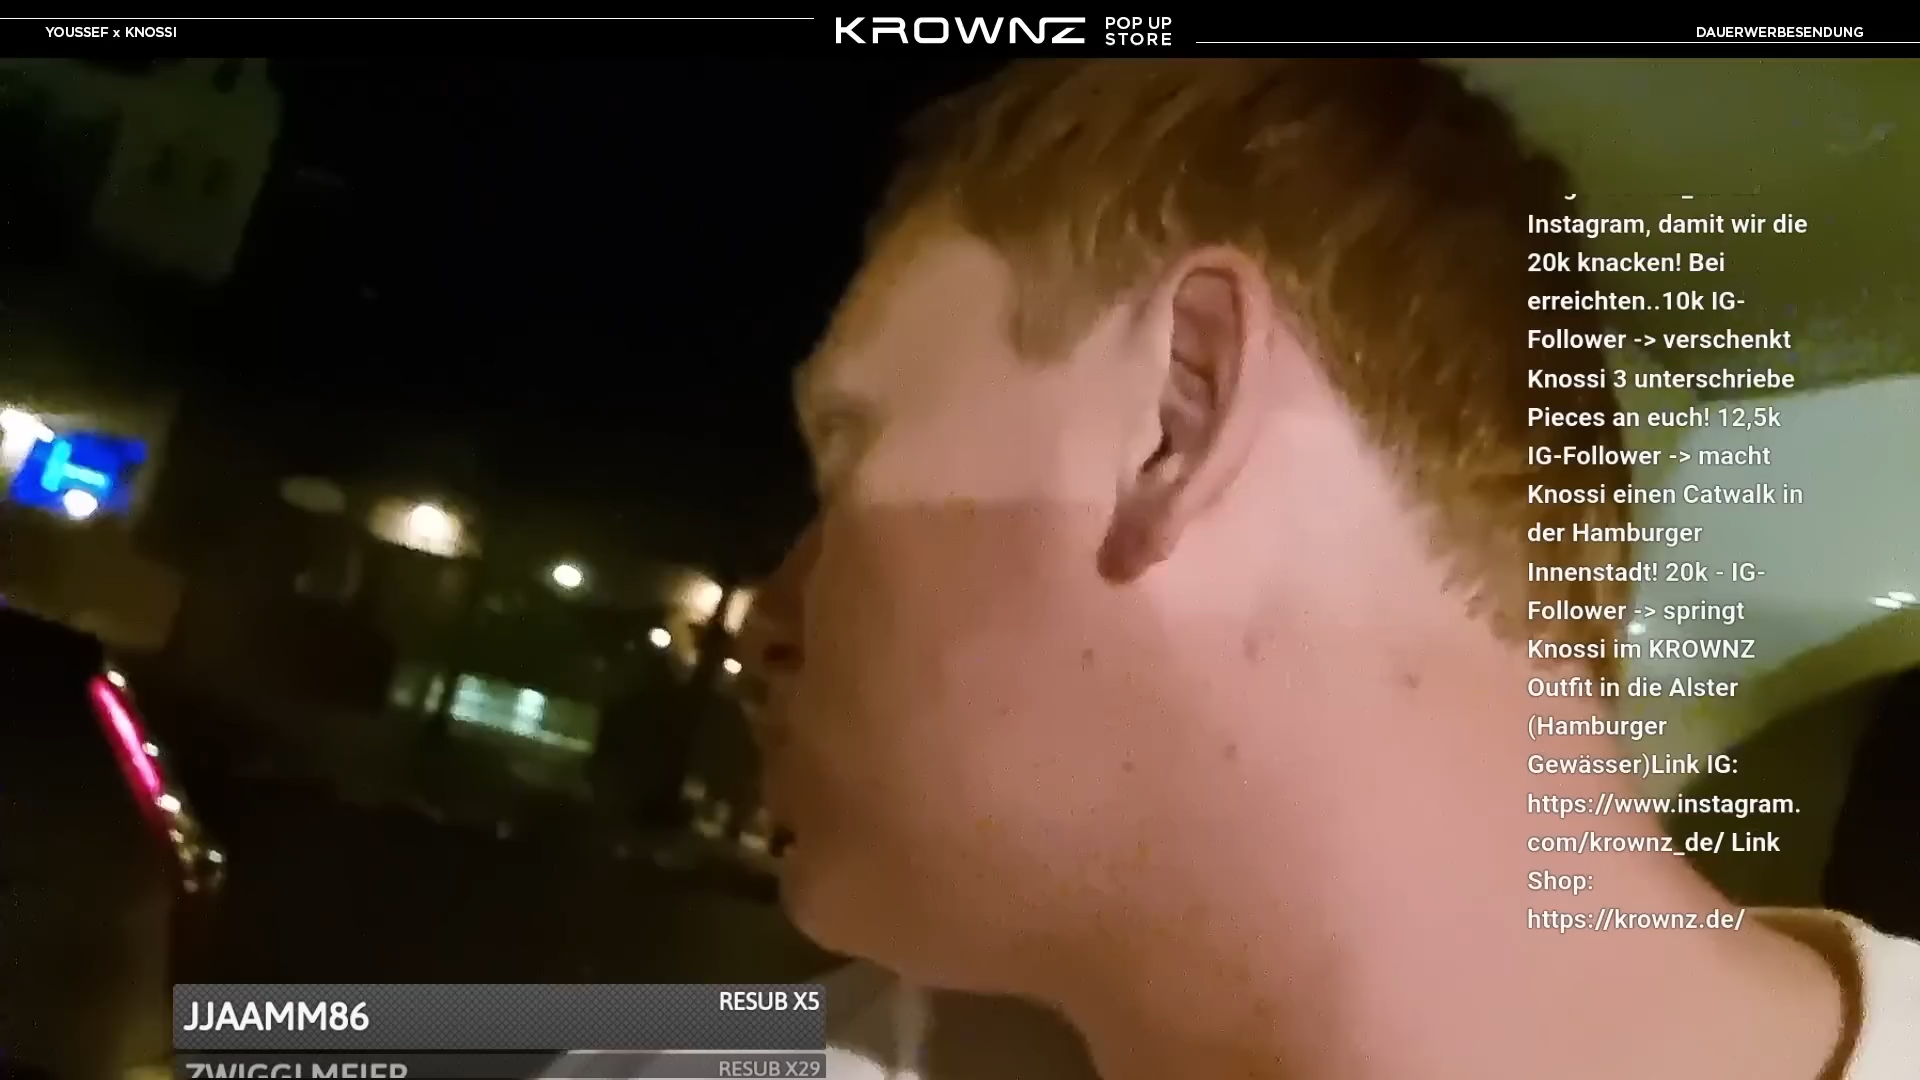 YOUSSEF x KNOSSI
KROWNZ
POP UP
STORE
DAUERWERBESENDUNG
Instagram, damit wir die
20k knacken! Bei
erreichten..10k IG-
Follower -> verschenkt
Knossi 3 unterschriebe
Pieces an euch! 12,5k
IG-Follower -> macht
Knossi einen Catwalk in
der Hamburger
Innenstadt! 20k - IG-
Follower -> springt
Knossi im KROWNZ
Outfit in die Alster
(Hamburger
Gewässer)Link IG:
https://www.instagram.
com/krownz_de/ Link
Shop:
https://krownz.de/
JJAAMM86
RESUB X5
ZWIGGLMEIER
RESUB X29